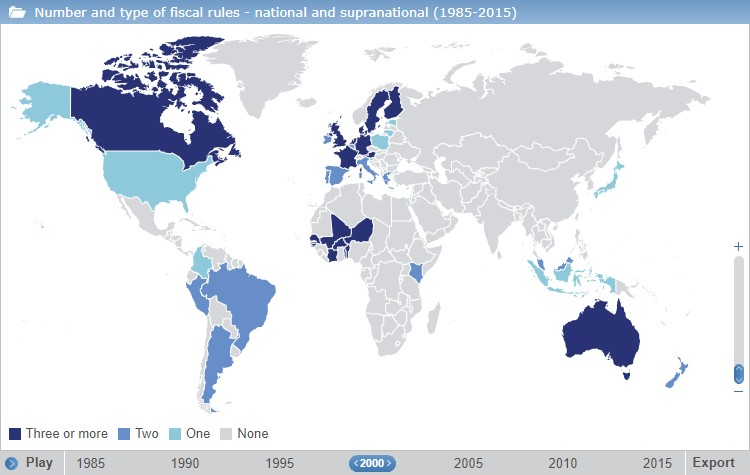 Number and type of fiscal rules - national and supranational (1985-2015)
+
−
Three or more Two One None
Play 1985 1990 1995 2000 2005 2010 2015 Export